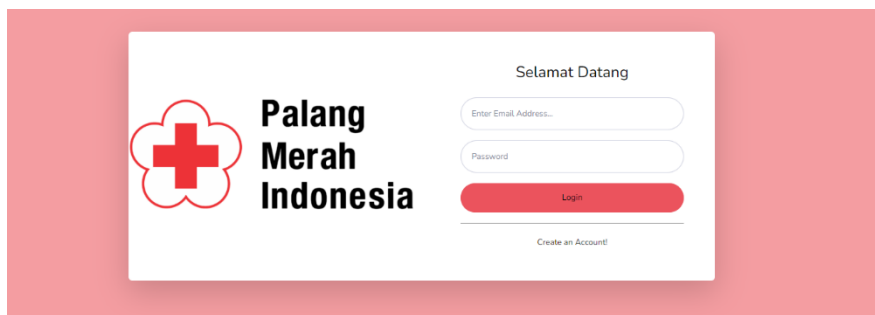 Palang
Merah
Indonesia
Selamat Datang
Enter Email Address...
Password
Login
Create an Account!